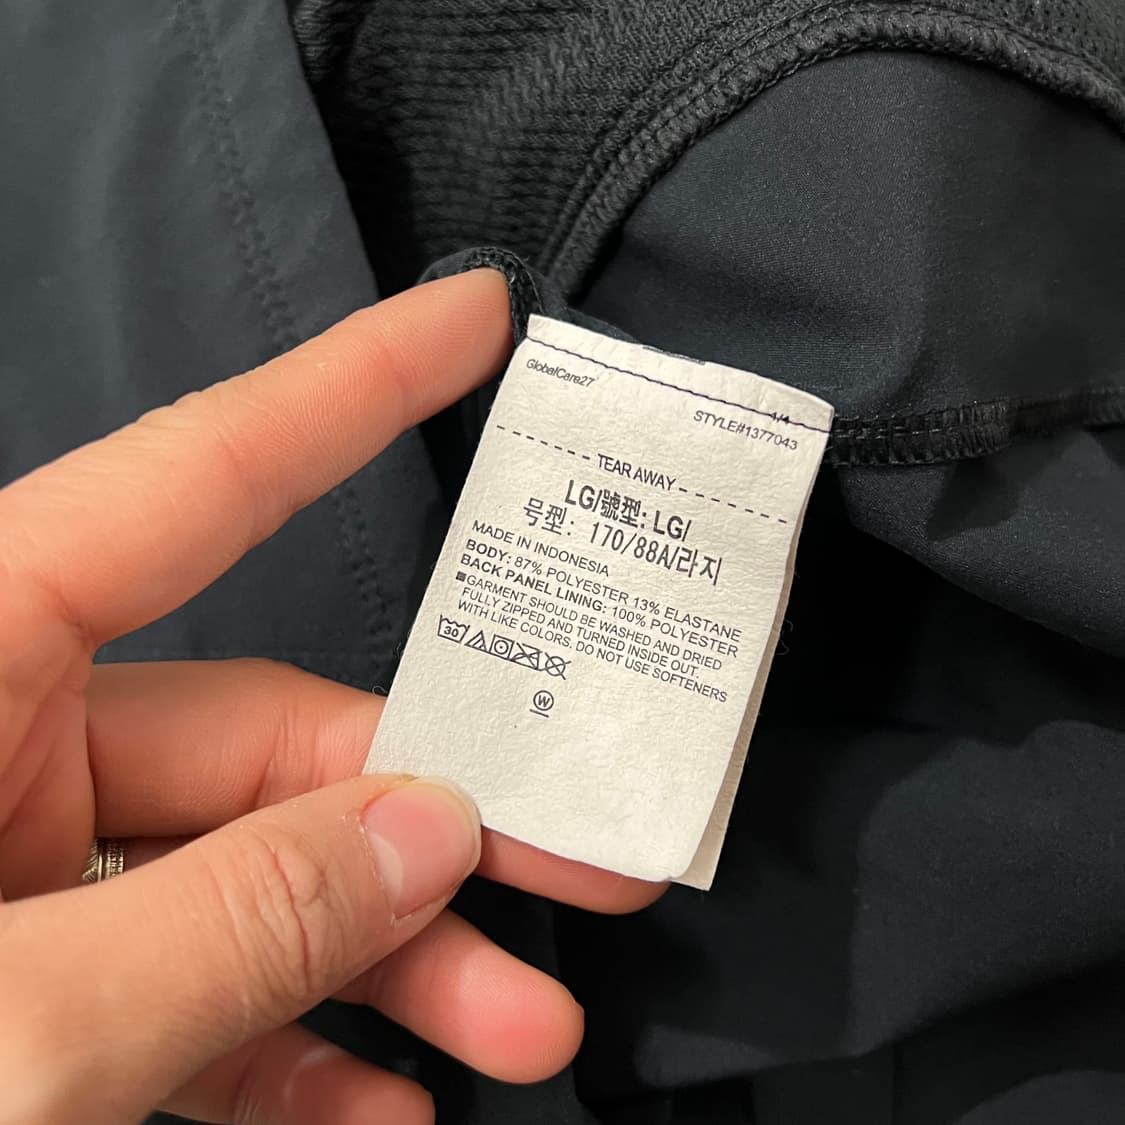 GlobalCare27
1/4
STYLE#1377043
TEAR AWAY
LG/號型: LG/
号型: 170/88A/라지
MADE IN INDONESIA
BODY: 87% POLYESTER 13% ELASTANE
BACK PANEL LINING: 100% POLYESTER
GARMENT SHOULD BE WASHED AND DRIED
FULLY ZIPPED AND TURNED INSIDE OUT.
WITH LIKE COLORS. DO NOT USE SOFTENERS
30
W